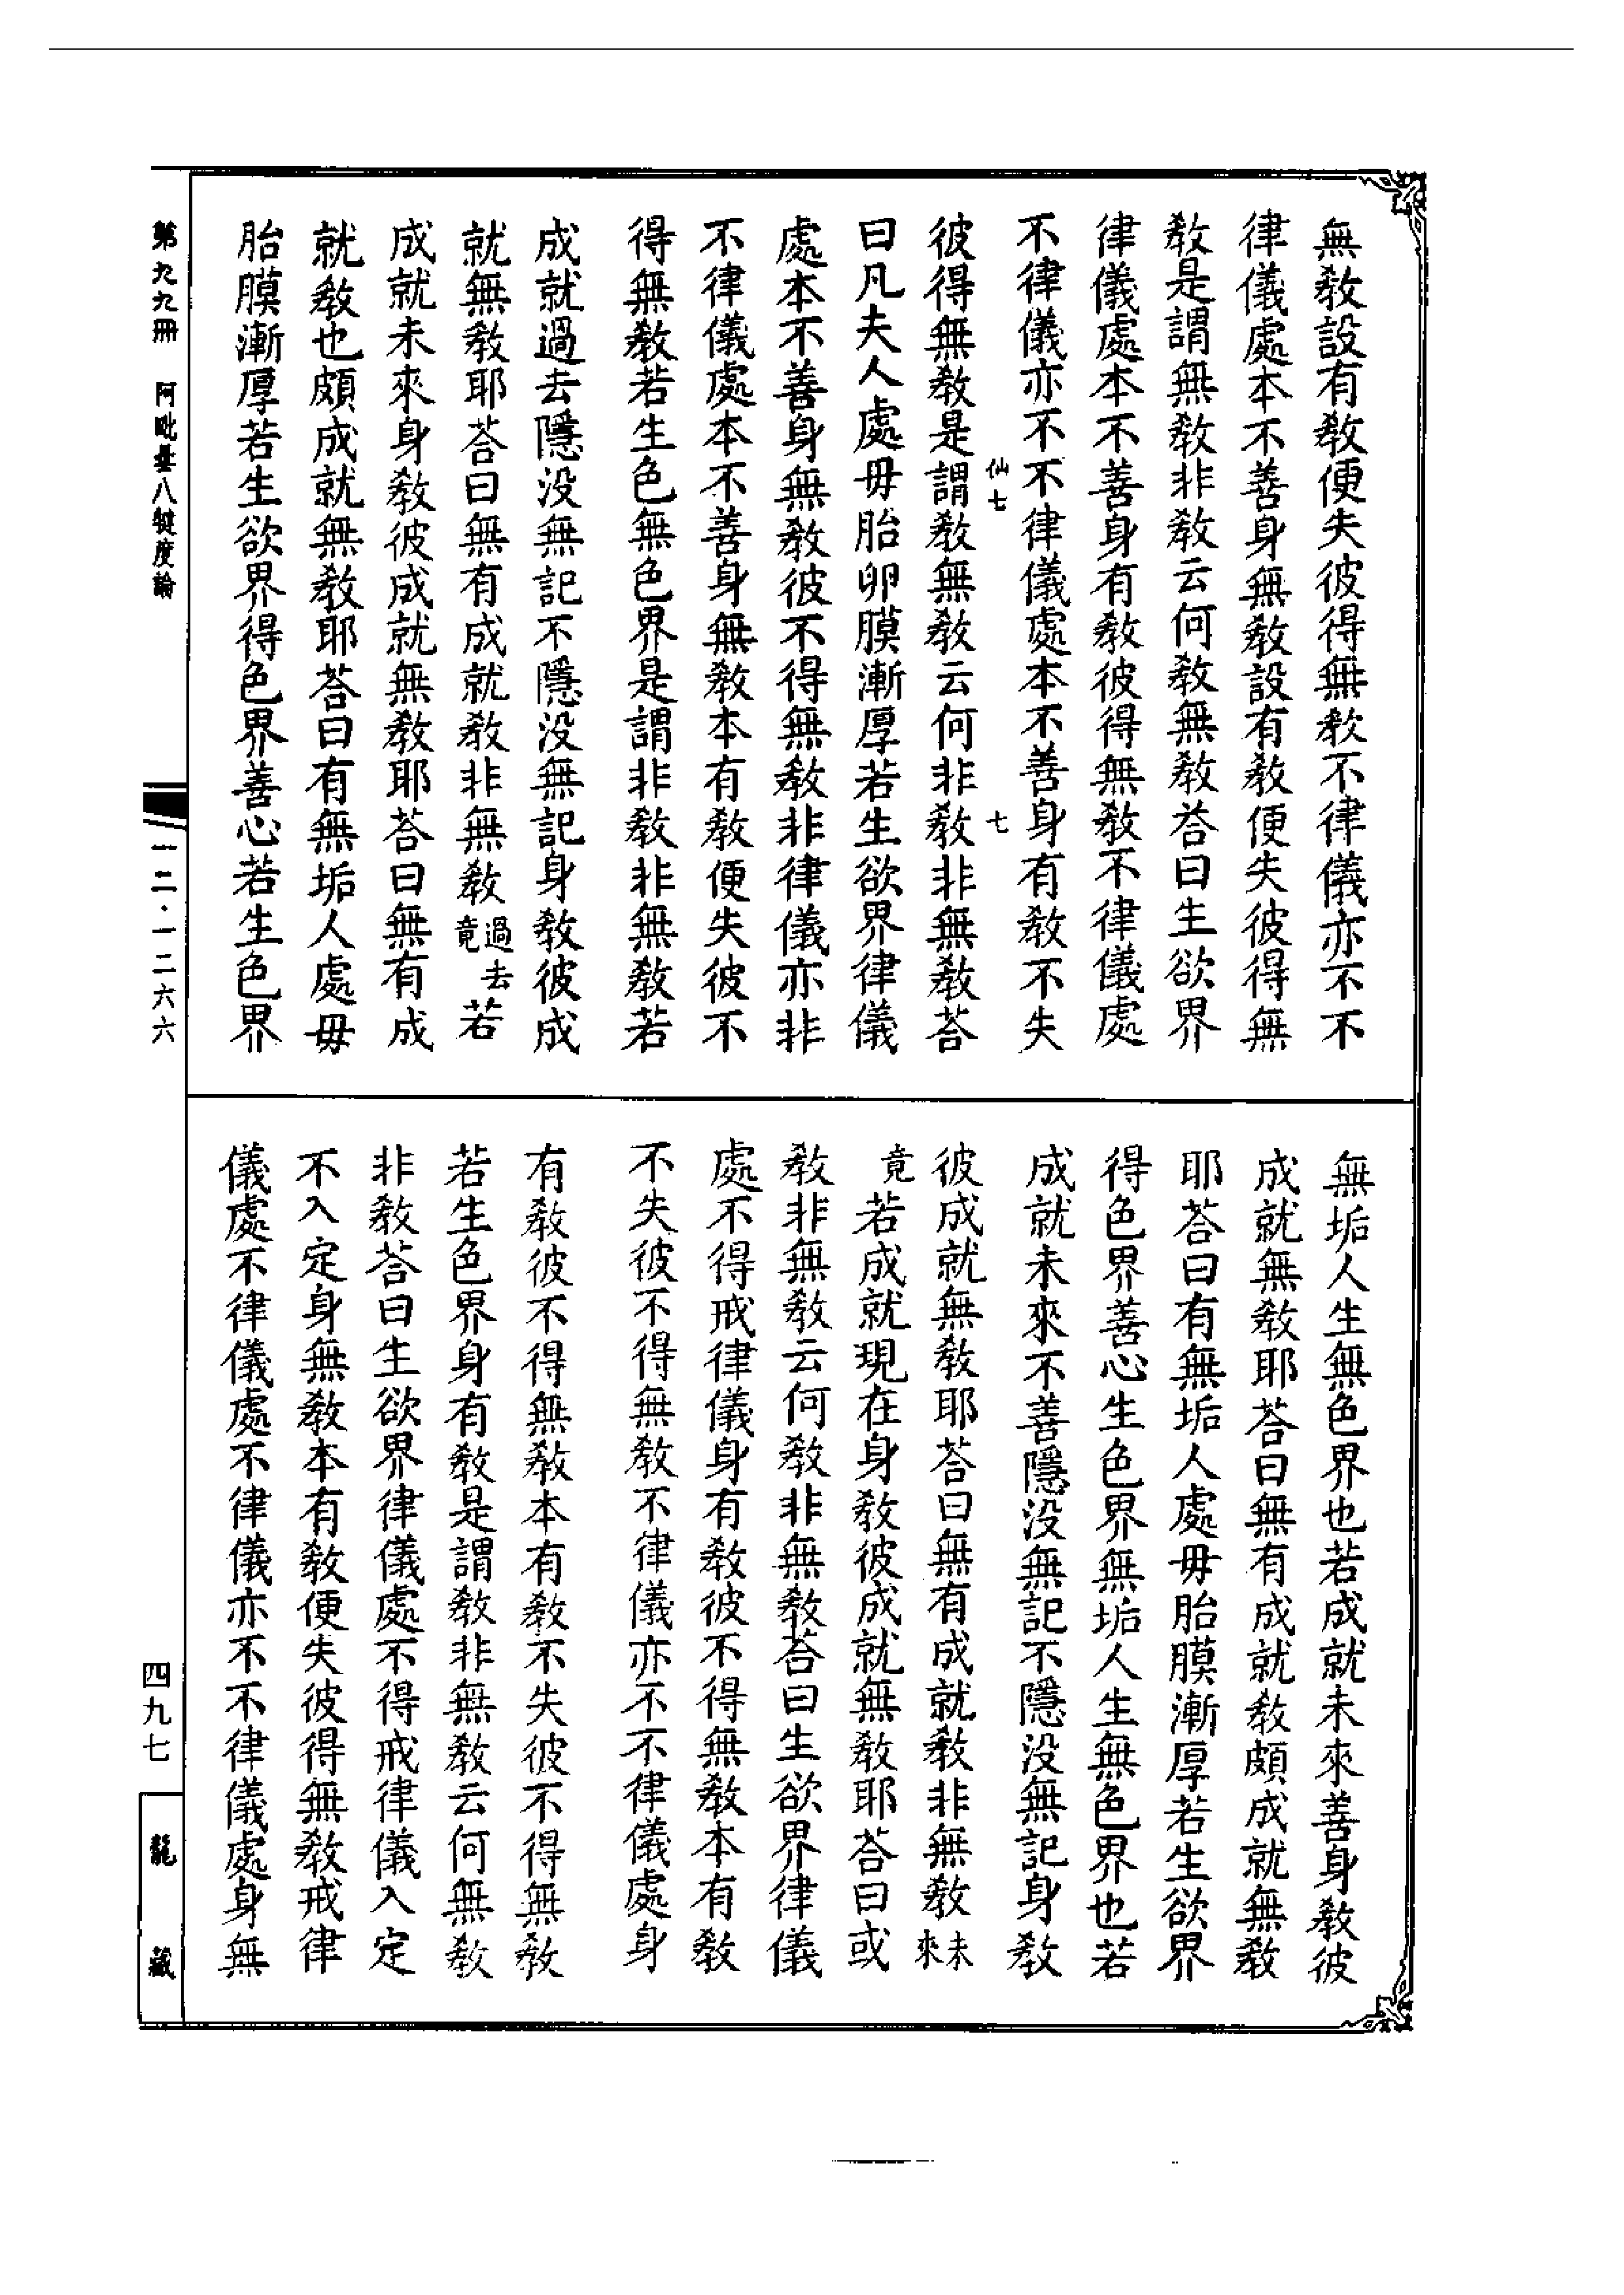 無教設有教便失彼得無教不律儀亦不不
律儀處本不善身無教設有教便失彼得無
教是謂無教非教云何教無教荅曰生欲界
律儀處本不善身有教彼得無教不律儀處
不律儀亦不不律儀處本不善身有教不失
仙七 七
彼得無教是謂教無教云何非教非無教荅
曰凡夫人處毋胎卵膜漸厚若生欲界律儀
處本不善身無教彼不得無教非律儀亦非
不律儀處本不善身無教本有教便失彼不
得無教若生色無色界是謂非教非無教若
成就過去隱没無記不隱没無記身教彼成
就無教耶荅曰無有成就教非無教過去竟若
成就未來身教彼成就無教耶荅曰無有成
就教也頗成就無教耶荅曰有無垢人處毋
胎膜漸厚若生欲界得色界善心若生色界
無垢人生無色界也若成就未來善身教彼
成就無教耶荅曰無有成就教頗成就無教
耶荅曰有無垢人處毋胎膜漸厚若生欲界
得色界善心生色界無垢人生無色界也若
成就未來不善隱没無記不隱没無記身教
彼成就無教耶荅曰無有成就教非無教未來
竟若成就現在身教彼成就無教耶荅曰或
教非無教云何教非無教荅曰生欲界律儀
處不得戒律儀身有教彼不得無教本有教
不失彼不得無教不律儀亦不不律儀處身
有教彼不得無教本有教不失彼不得無教
若生色界身有教是謂教非無教云何無教
非教荅曰生欲界律儀處不得戒律儀入定
不入定身無教本有教便失彼得無教戒律
儀處不律儀處不律儀亦不不律儀處身無
第九九冊 阿毗曇八犍度論
一二·一二六六
四九七
龍藏